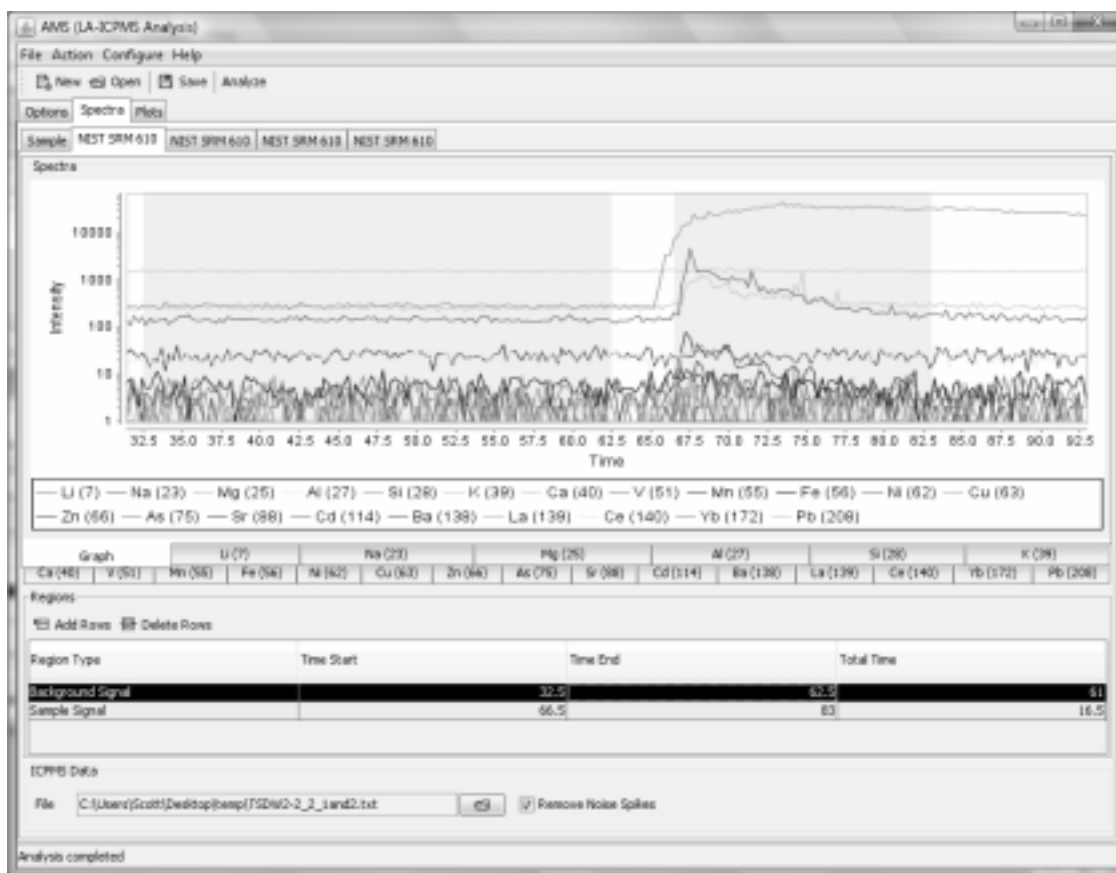 AMS (LA-ICPMS Analysis)
File Action Configure Help
New Open Save Analyze
Options Spectra Plots
Sample NIST SRM 610 NIST SRM 610 NIST SRM 610 NIST SRM 610
Spectra
10000
1000
100
10
1
Intensity
32.5 35.0 37.5 40.0 42.5 45.0 47.5 50.0 52.5 55.0 57.5 60.0 62.5 65.0 67.5 70.0 72.5 75.0 77.5 80.0 82.5 85.0 87.5 90.0 92.5
Time
Li (7) Na (23) Mg (25) Al (27) Si (28) K (39) Ca (40) V (51) Mn (55) Fe (56) Ni (62) Cu (63)
Zn (66) As (75) Sr (88) Cd (114) Ba (138) La (139) Ce (140) Yb (172) Pb (208)
Graph Li (7) Na (23) Mg (25) Al (27) Si (28) K (39)
Ca (40) V (51) Mn (55) Fe (56) Ni (62) Cu (63) Zn (66) As (75) Sr (88) Cd (114) Ba (138) La (139) Ce (140) Yb (172) Pb (208)
Regions
Add Rows Delete Rows
Region Type Time Start Time End Total Time
Background Signal 32.5 62.5 61
Sample Signal 66.5 83 16.5
ICPMS Data
File C:\Users\Scott\Desktop\temp\TSDW2-2_2_1and2.txt Remove Noise Spikes
Analysis completed